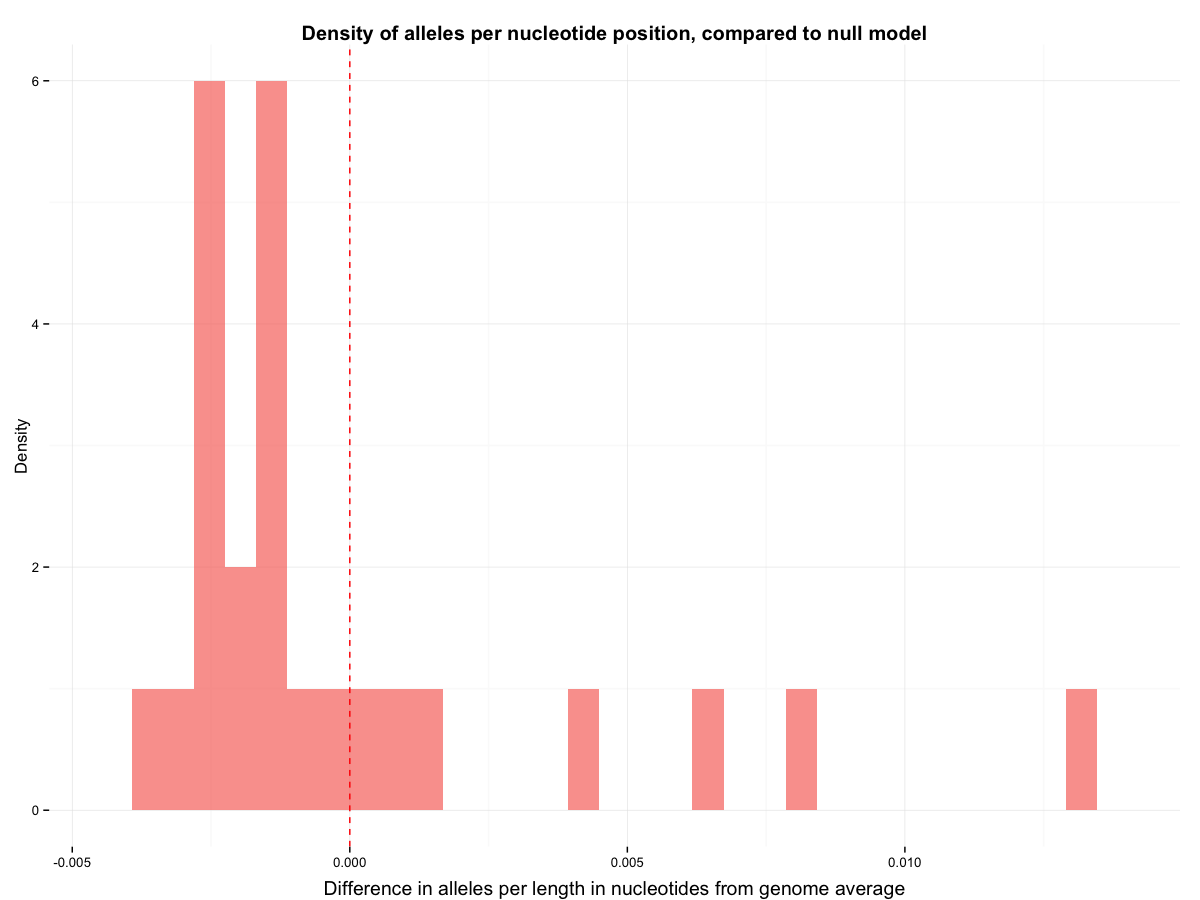 Density of alleles per nucleotide position, compared to null model
6
4
2
0
Density
-0.005
0.000
0.005
0.010
Difference in alleles per length in nucleotides from genome average